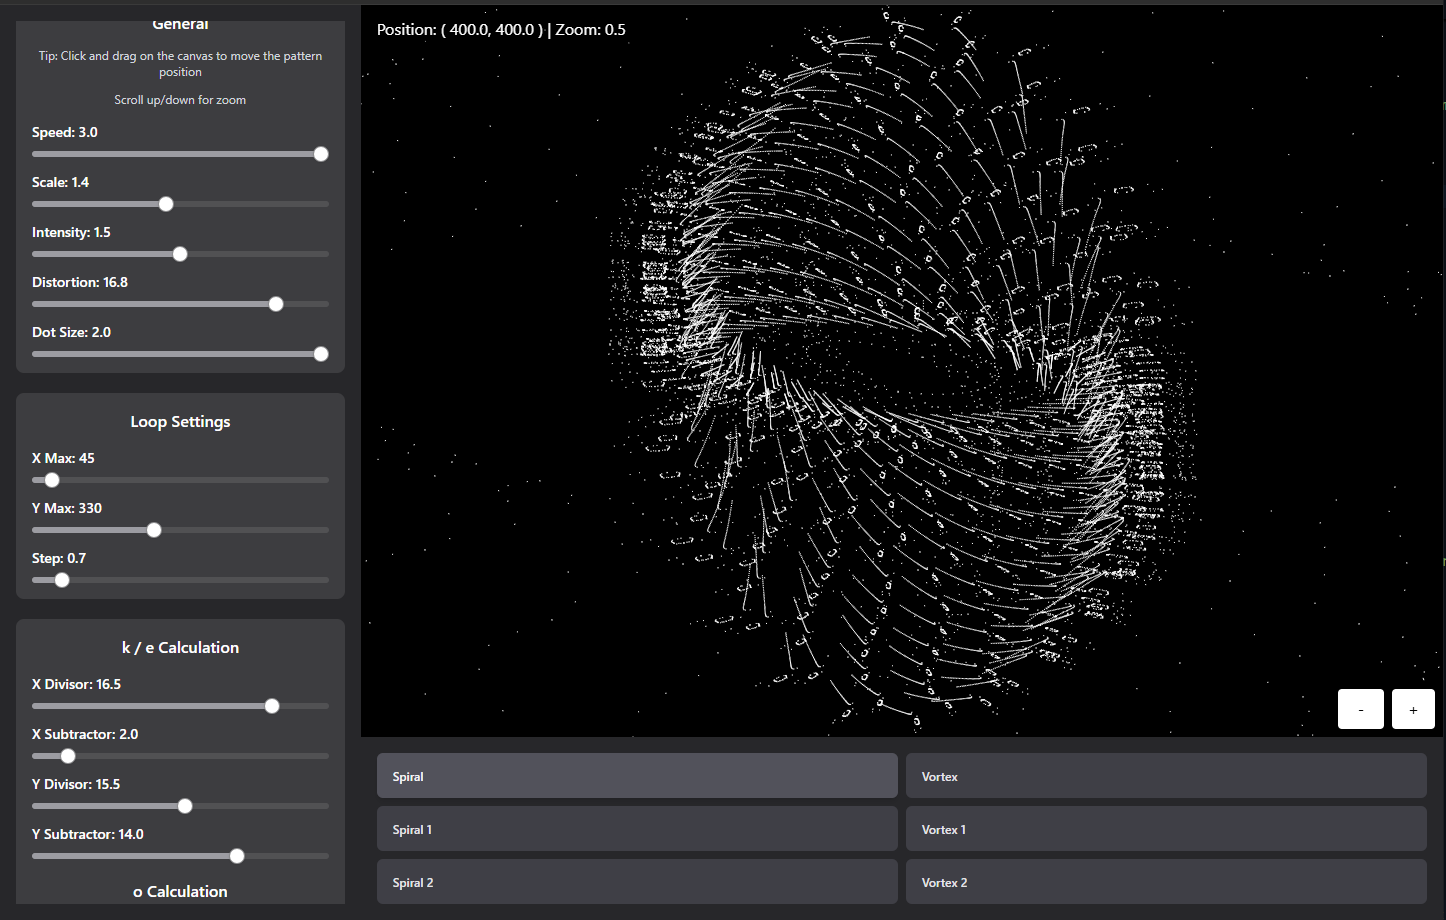 General
Tip: Click and drag on the canvas to move the pattern
position
Scroll up/down for zoom
Speed: 3.0
Scale: 1.4
Intensity: 1.5
Distortion: 16.8
Dot Size: 2.0
Loop Settings
X Max: 45
Y Max: 330
Step: 0.7
k / e Calculation
X Divisor: 16.5
X Subtractor: 2.0
Y Divisor: 15.5
Y Subtractor: 14.0
o Calculation
Position: ( 400.0, 400.0 ) | Zoom: 0.5
-
+
Spiral
Vortex
Spiral 1
Vortex 1
Spiral 2
Vortex 2